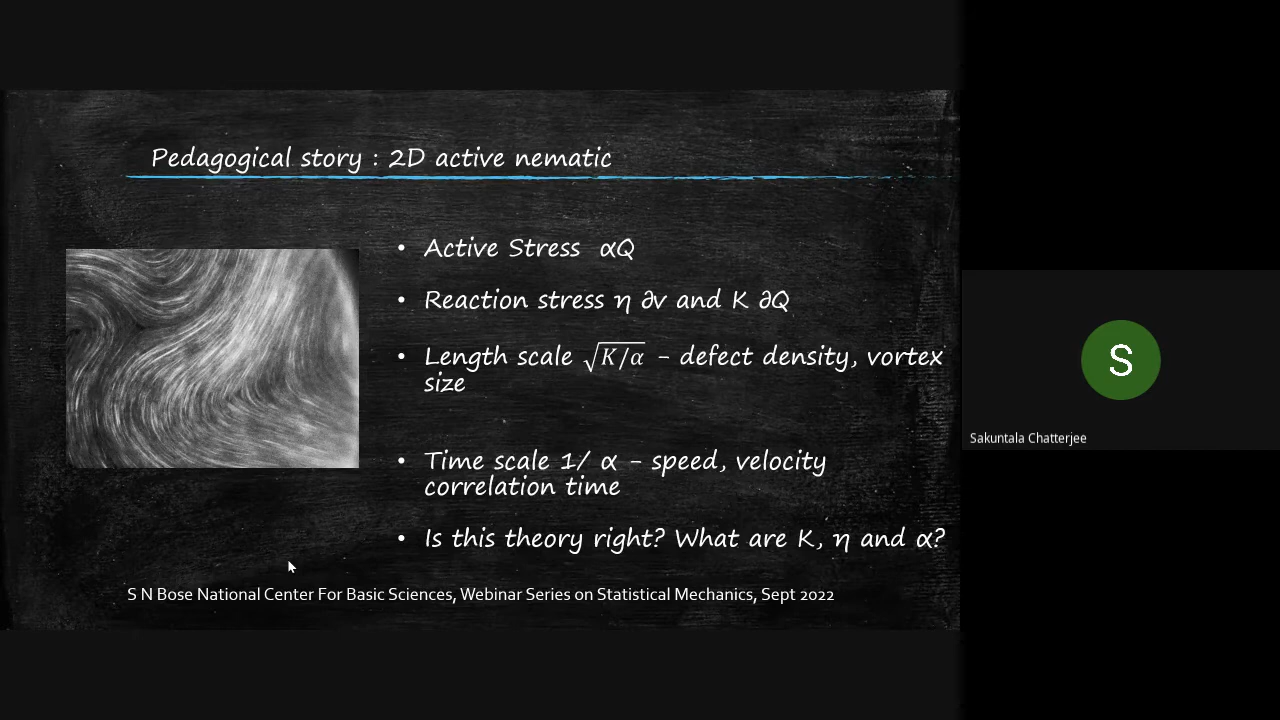 Pedagogical story : 2D active nematic
• Active Stress αQ
• Reaction stress η ∂v and K ∂Q
• Length scale √K/α – defect density, vortex
size
• Time scale 1/ α – speed, velocity
correlation time
• Is this theory right? What are K, η and α?
S N Bose National Center For Basic Sciences, Webinar Series on Statistical Mechanics, Sept 2022
S
Sakuntala Chatterjee